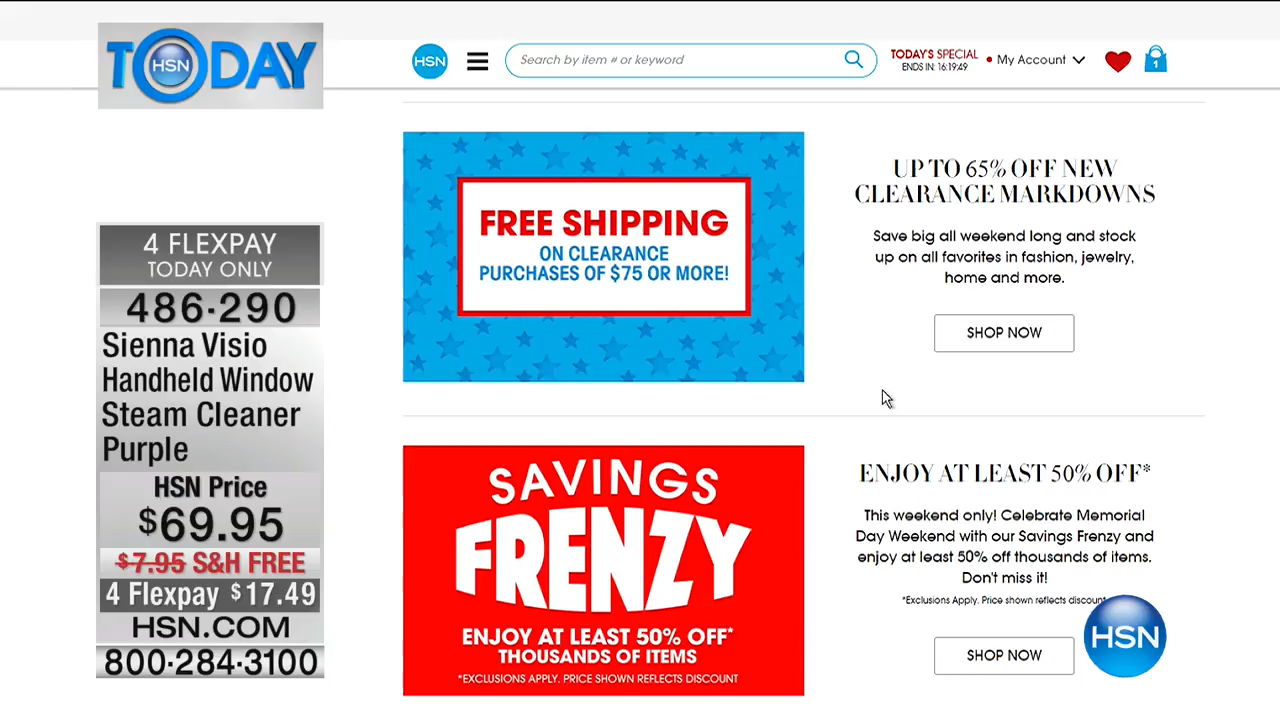 TODAY
HSN
HSN
Search by item # or keyword
TODAY'S SPECIAL
ENDS IN: 16:19:49
My Account
1
4 FLEXPAY
TODAY ONLY
486-290
Sienna Visio
Handheld Window
Steam Cleaner
Purple
HSN Price
$69.95
$7.95 S&H FREE
4 Flexpay $17.49
HSN.COM
800-284-3100
FREE SHIPPING
ON CLEARANCE
PURCHASES OF $75 OR MORE!
UP TO 65% OFF NEW
CLEARANCE MARKDOWNS
Save big all weekend long and stock
up on all favorites in fashion, jewelry,
home and more.
SHOP NOW
SAVINGS
FRENZY
ENJOY AT LEAST 50% OFF*
THOUSANDS OF ITEMS
*EXCLUSIONS APPLY. PRICE SHOWN REFLECTS DISCOUNT
ENJOY AT LEAST 50% OFF*
This weekend only! Celebrate Memorial
Day Weekend with our Savings Frenzy and
enjoy at least 50% off thousands of items.
Don't miss it!
*Exclusions Apply. Price shown reflects discount
SHOP NOW
HSN